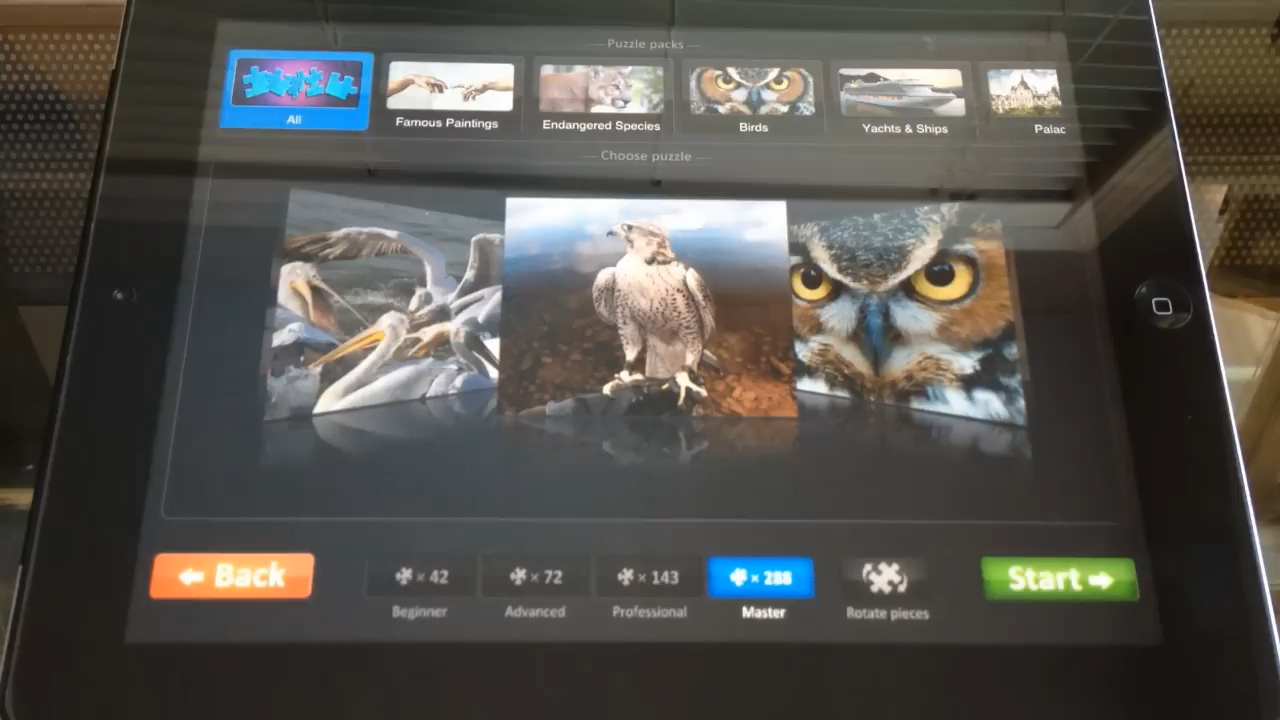 Puzzle packs
All
Famous Paintings
Endangered Species
Birds
Yachts & Ships
Palac
Choose puzzle
Back
× 42
× 72
× 143
× 288
Start
Beginner
Advanced
Professional
Master
Rotate pieces